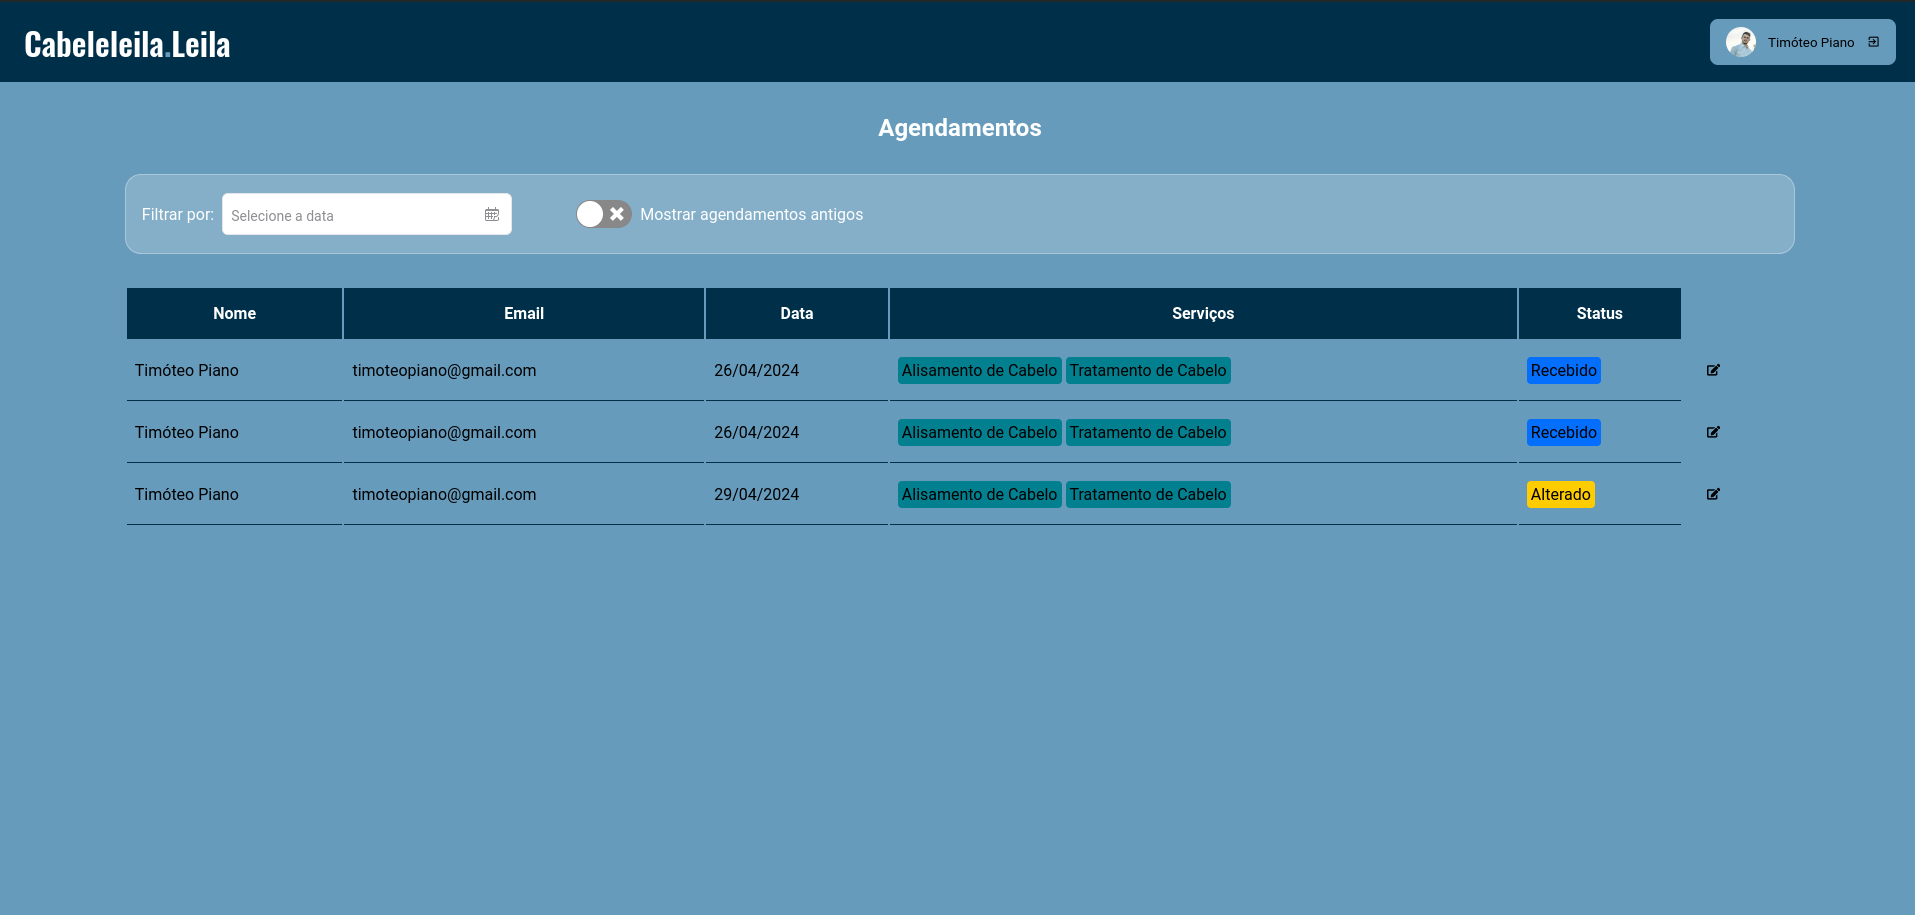 Cabeleleila.Leila
Timóteo Piano
Agendamentos
Filtrar por: Selecione a data Mostrar agendamentos antigos
Nome Email Data Serviços Status
Timóteo Piano timoteopiano@gmail.com 26/04/2024 Alisamento de Cabelo Tratamento de Cabelo Recebido
Timóteo Piano timoteopiano@gmail.com 26/04/2024 Alisamento de Cabelo Tratamento de Cabelo Recebido
Timóteo Piano timoteopiano@gmail.com 29/04/2024 Alisamento de Cabelo Tratamento de Cabelo Alterado